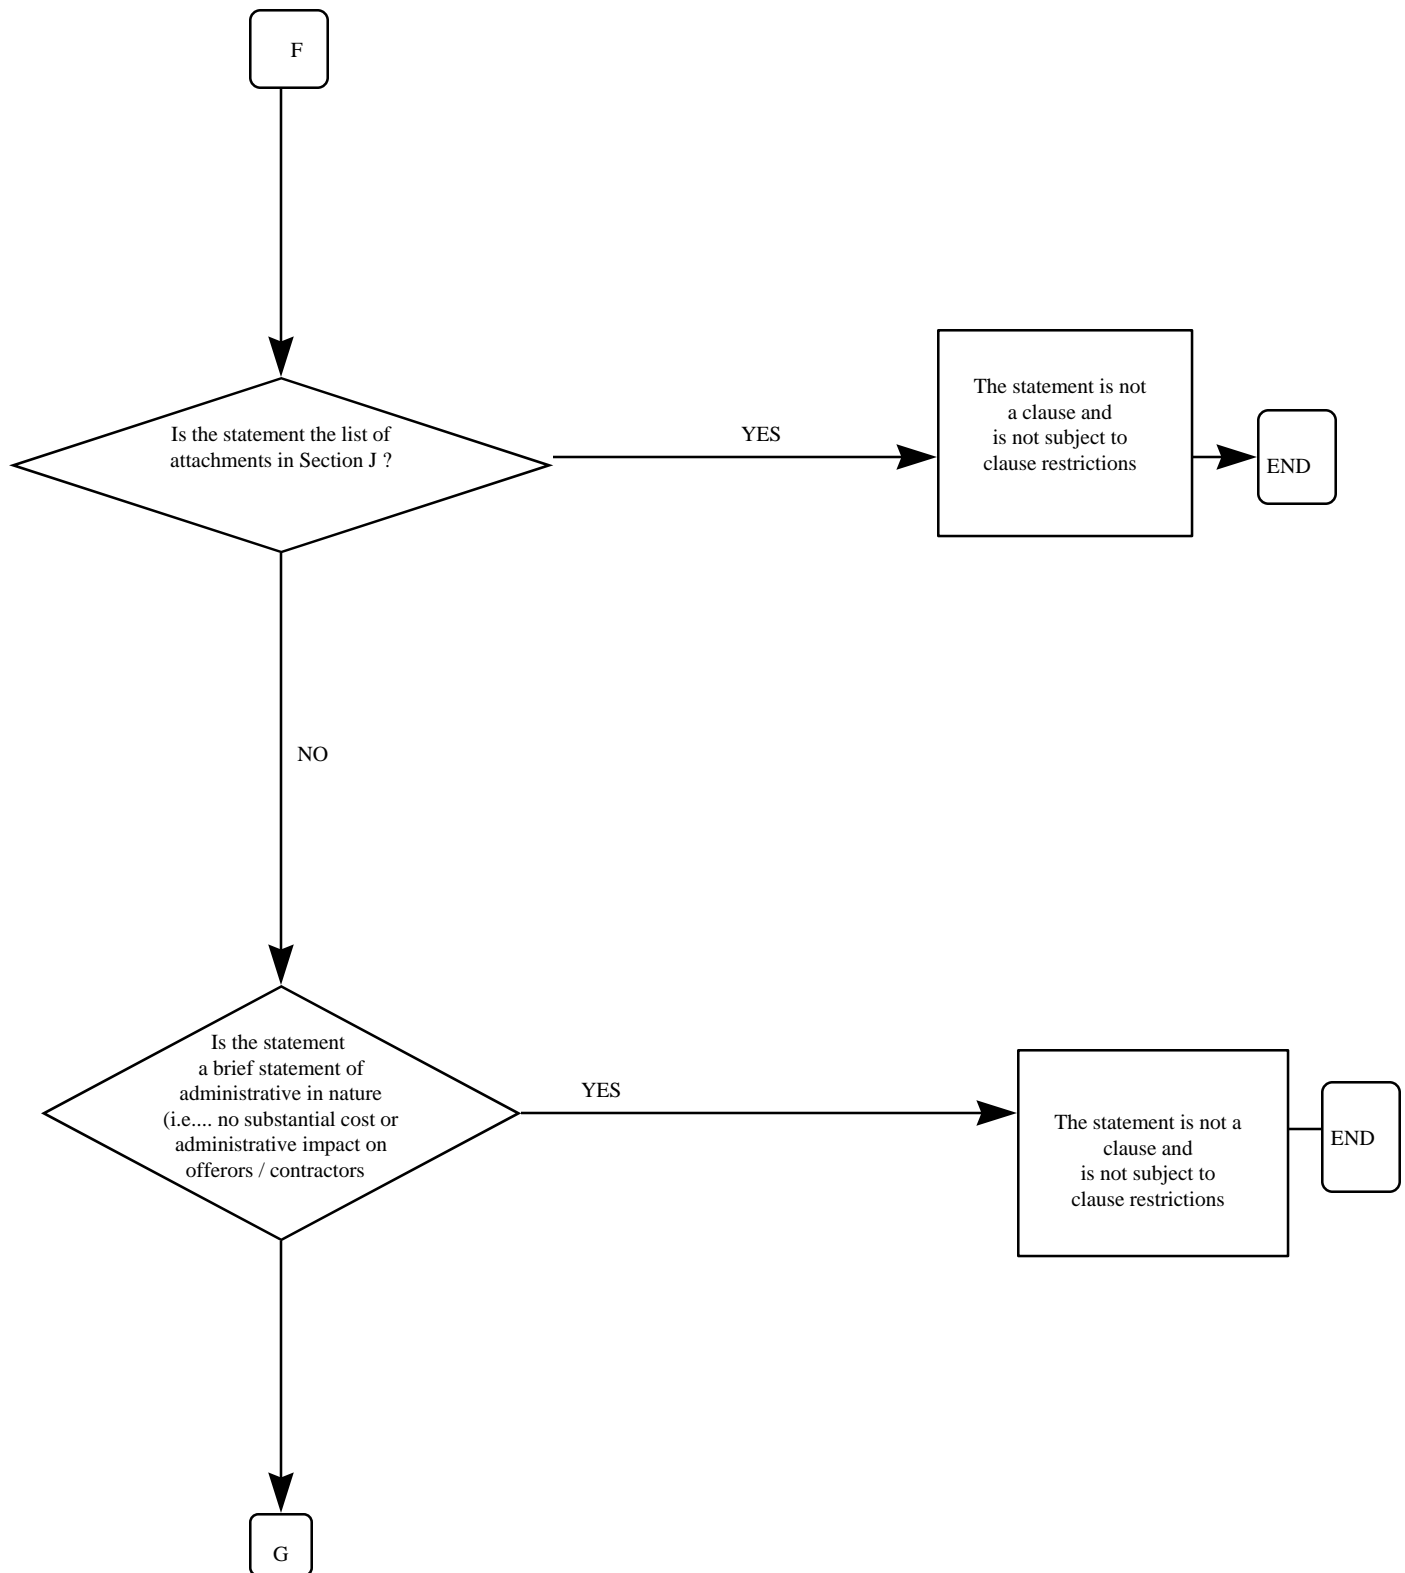 F
Is the statement the list of
attachments in Section J ?
YES
The statement is not
a clause and
is not subject to
clause restrictions
END
NO
Is the statement
a brief statement of
administrative in nature
(i.e.... no substantial cost or
administrative impact on
offerors / contractors
YES
The statement is not a
clause and
is not subject to
clause restrictions
END
G